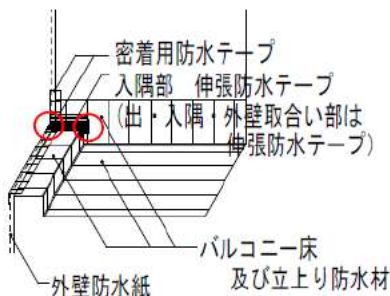 密着用防水テープ
入隅部 伸張防水テープ
(出・入隅・外壁取合い部は
伸張防水テープ)
バルコニー床
及び立上り防水材
外壁防水紙